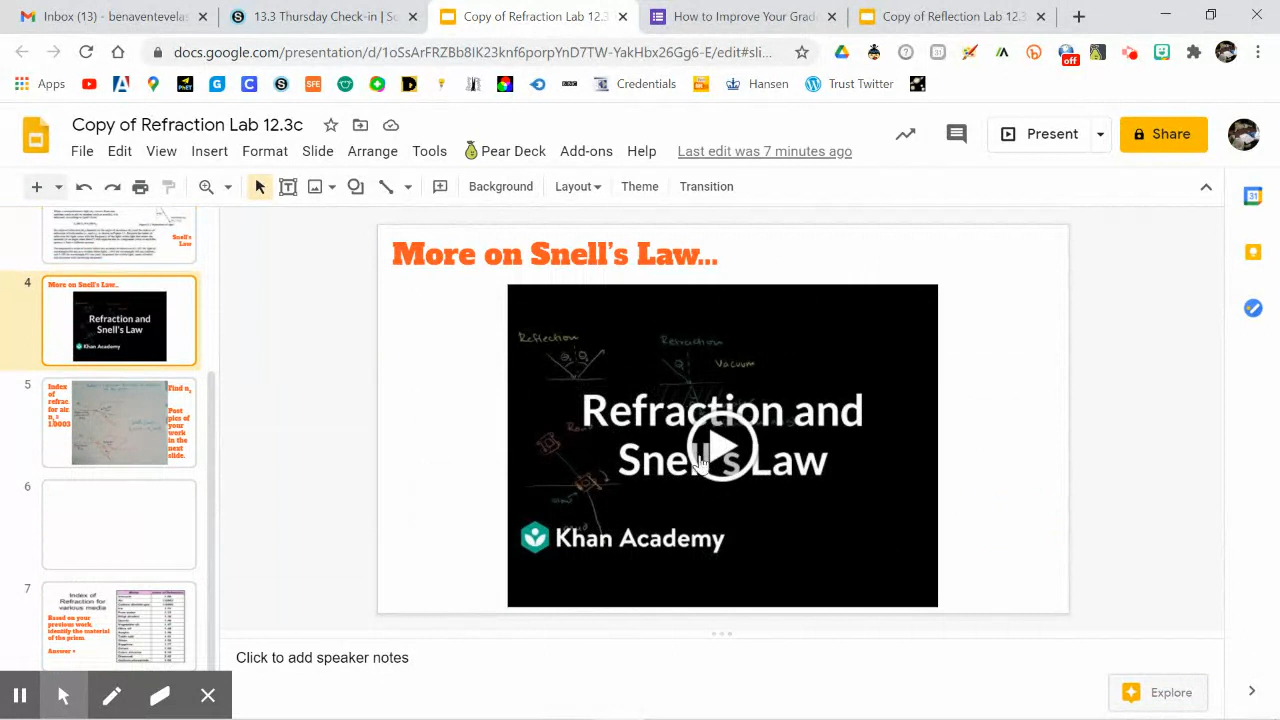 Inbox (13) - benavente@
13.3 Thursday Check-in |
Copy of Refraction Lab 12.3
How to Improve Your Grad
Copy of Reflection Lab 12.3
docs.google.com/presentation/d/1oSsArFRZBb8IK23knfoporpYnD7TW-YakHbx26Gg6-E/edit#sli...
off
Apps
SFE
Credentials
Hansen
Trust Twitter
Copy of Refraction Lab 12.3c
Present
Share
File Edit View Insert Format Slide Arrange Tools Pear Deck Add-ons Help Last edit was 7 minutes ago
Background Layout Theme Transition
31
Snell's
Law
4
More on Snell's Law...
Refraction and
Snell's Law
Khan Academy
5
Index
of
refrac.
for air
1.0003
Post
pics of
your
work
in the
next
slide.
6
7
Index of
Refraction for
various media
Based on your
previous work,
identify the material
of the prism.
Answer =
More on Snell's Law...
Reflection
Refraction
Vacuum
Refraction and
Snell's Law
Khan Academy
Click to add speaker notes
Explore